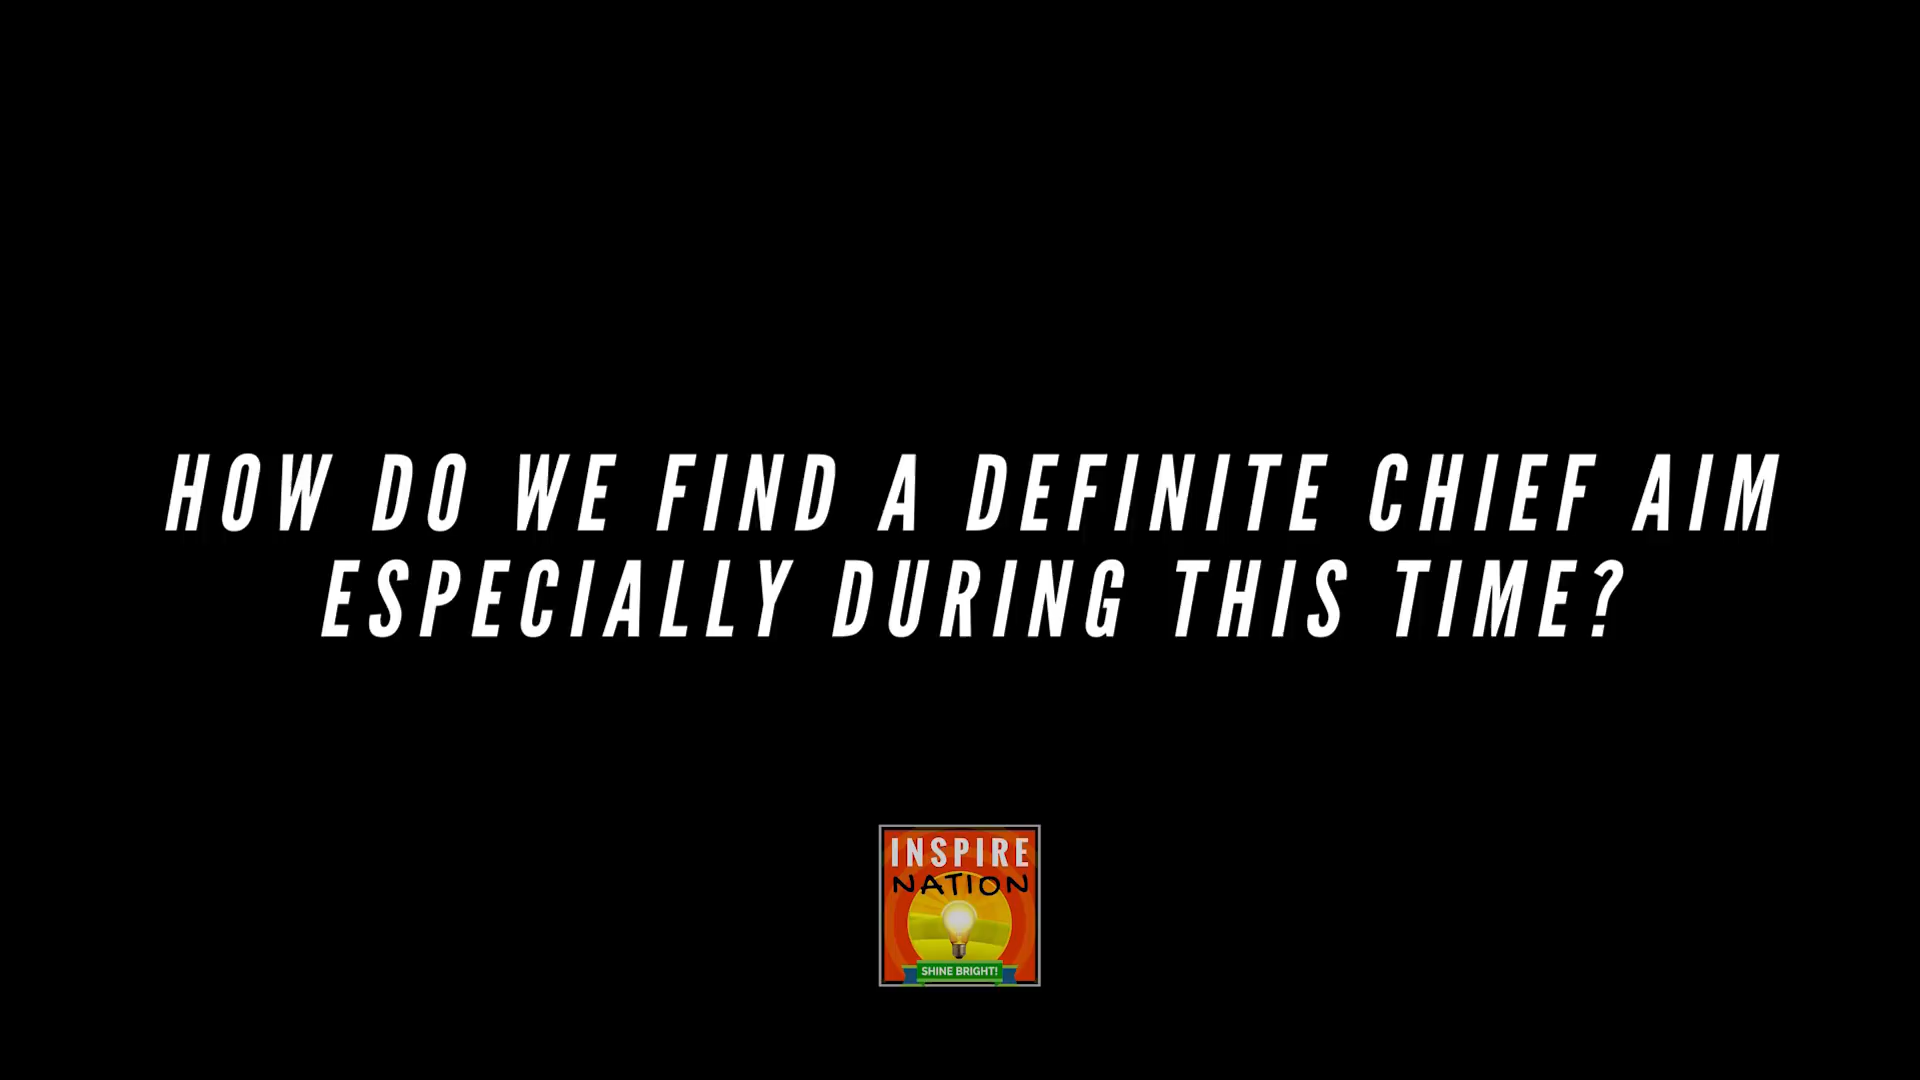 HOW DO WE FIND A DEFINITE CHIEF AIM
ESPECIALLY DURING THIS TIME?
INSPIRE
NATION
SHINE BRIGHT!